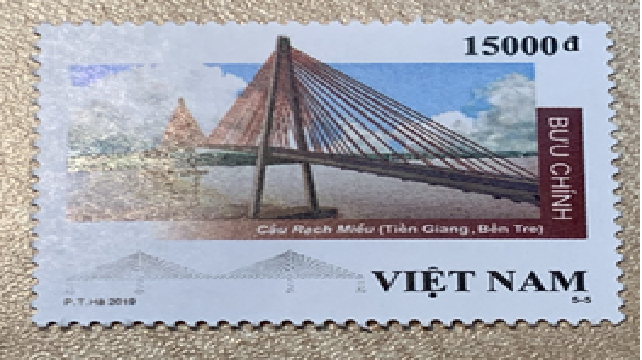 15000đ
BƯU CHÍNH
Cầu Rạch Miễu (Tiền Giang, Bến Tre)
VIỆT NAM
P.T.Hà 2019
5-5